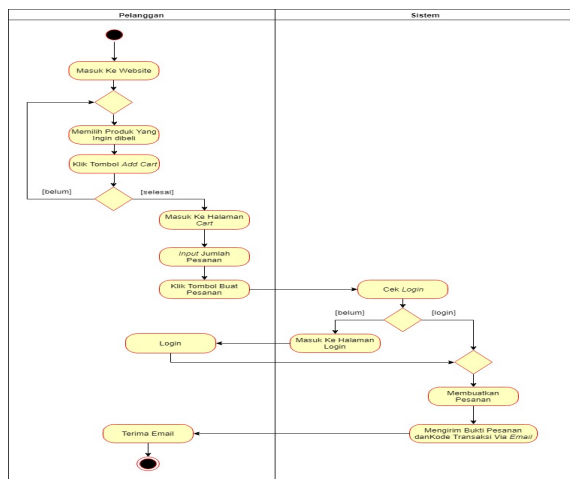 Pelanggan
Sistem
Masuk Ke Website
Memilih Produk Yang
Ingin dibeli
Klik Tombol Add Cart
[belum]
[selesai]
Masuk Ke Halaman
Cart
Input Jumlah
Pesanan
Klik Tombol Buat
Pesanan
Cek Login
[belum]
[login]
Masuk Ke Halaman
Login
Login
Membuatkan
Pesanan
Mengirim Bukti Pesanan
danKode Transaksi Via Email
Terima Email